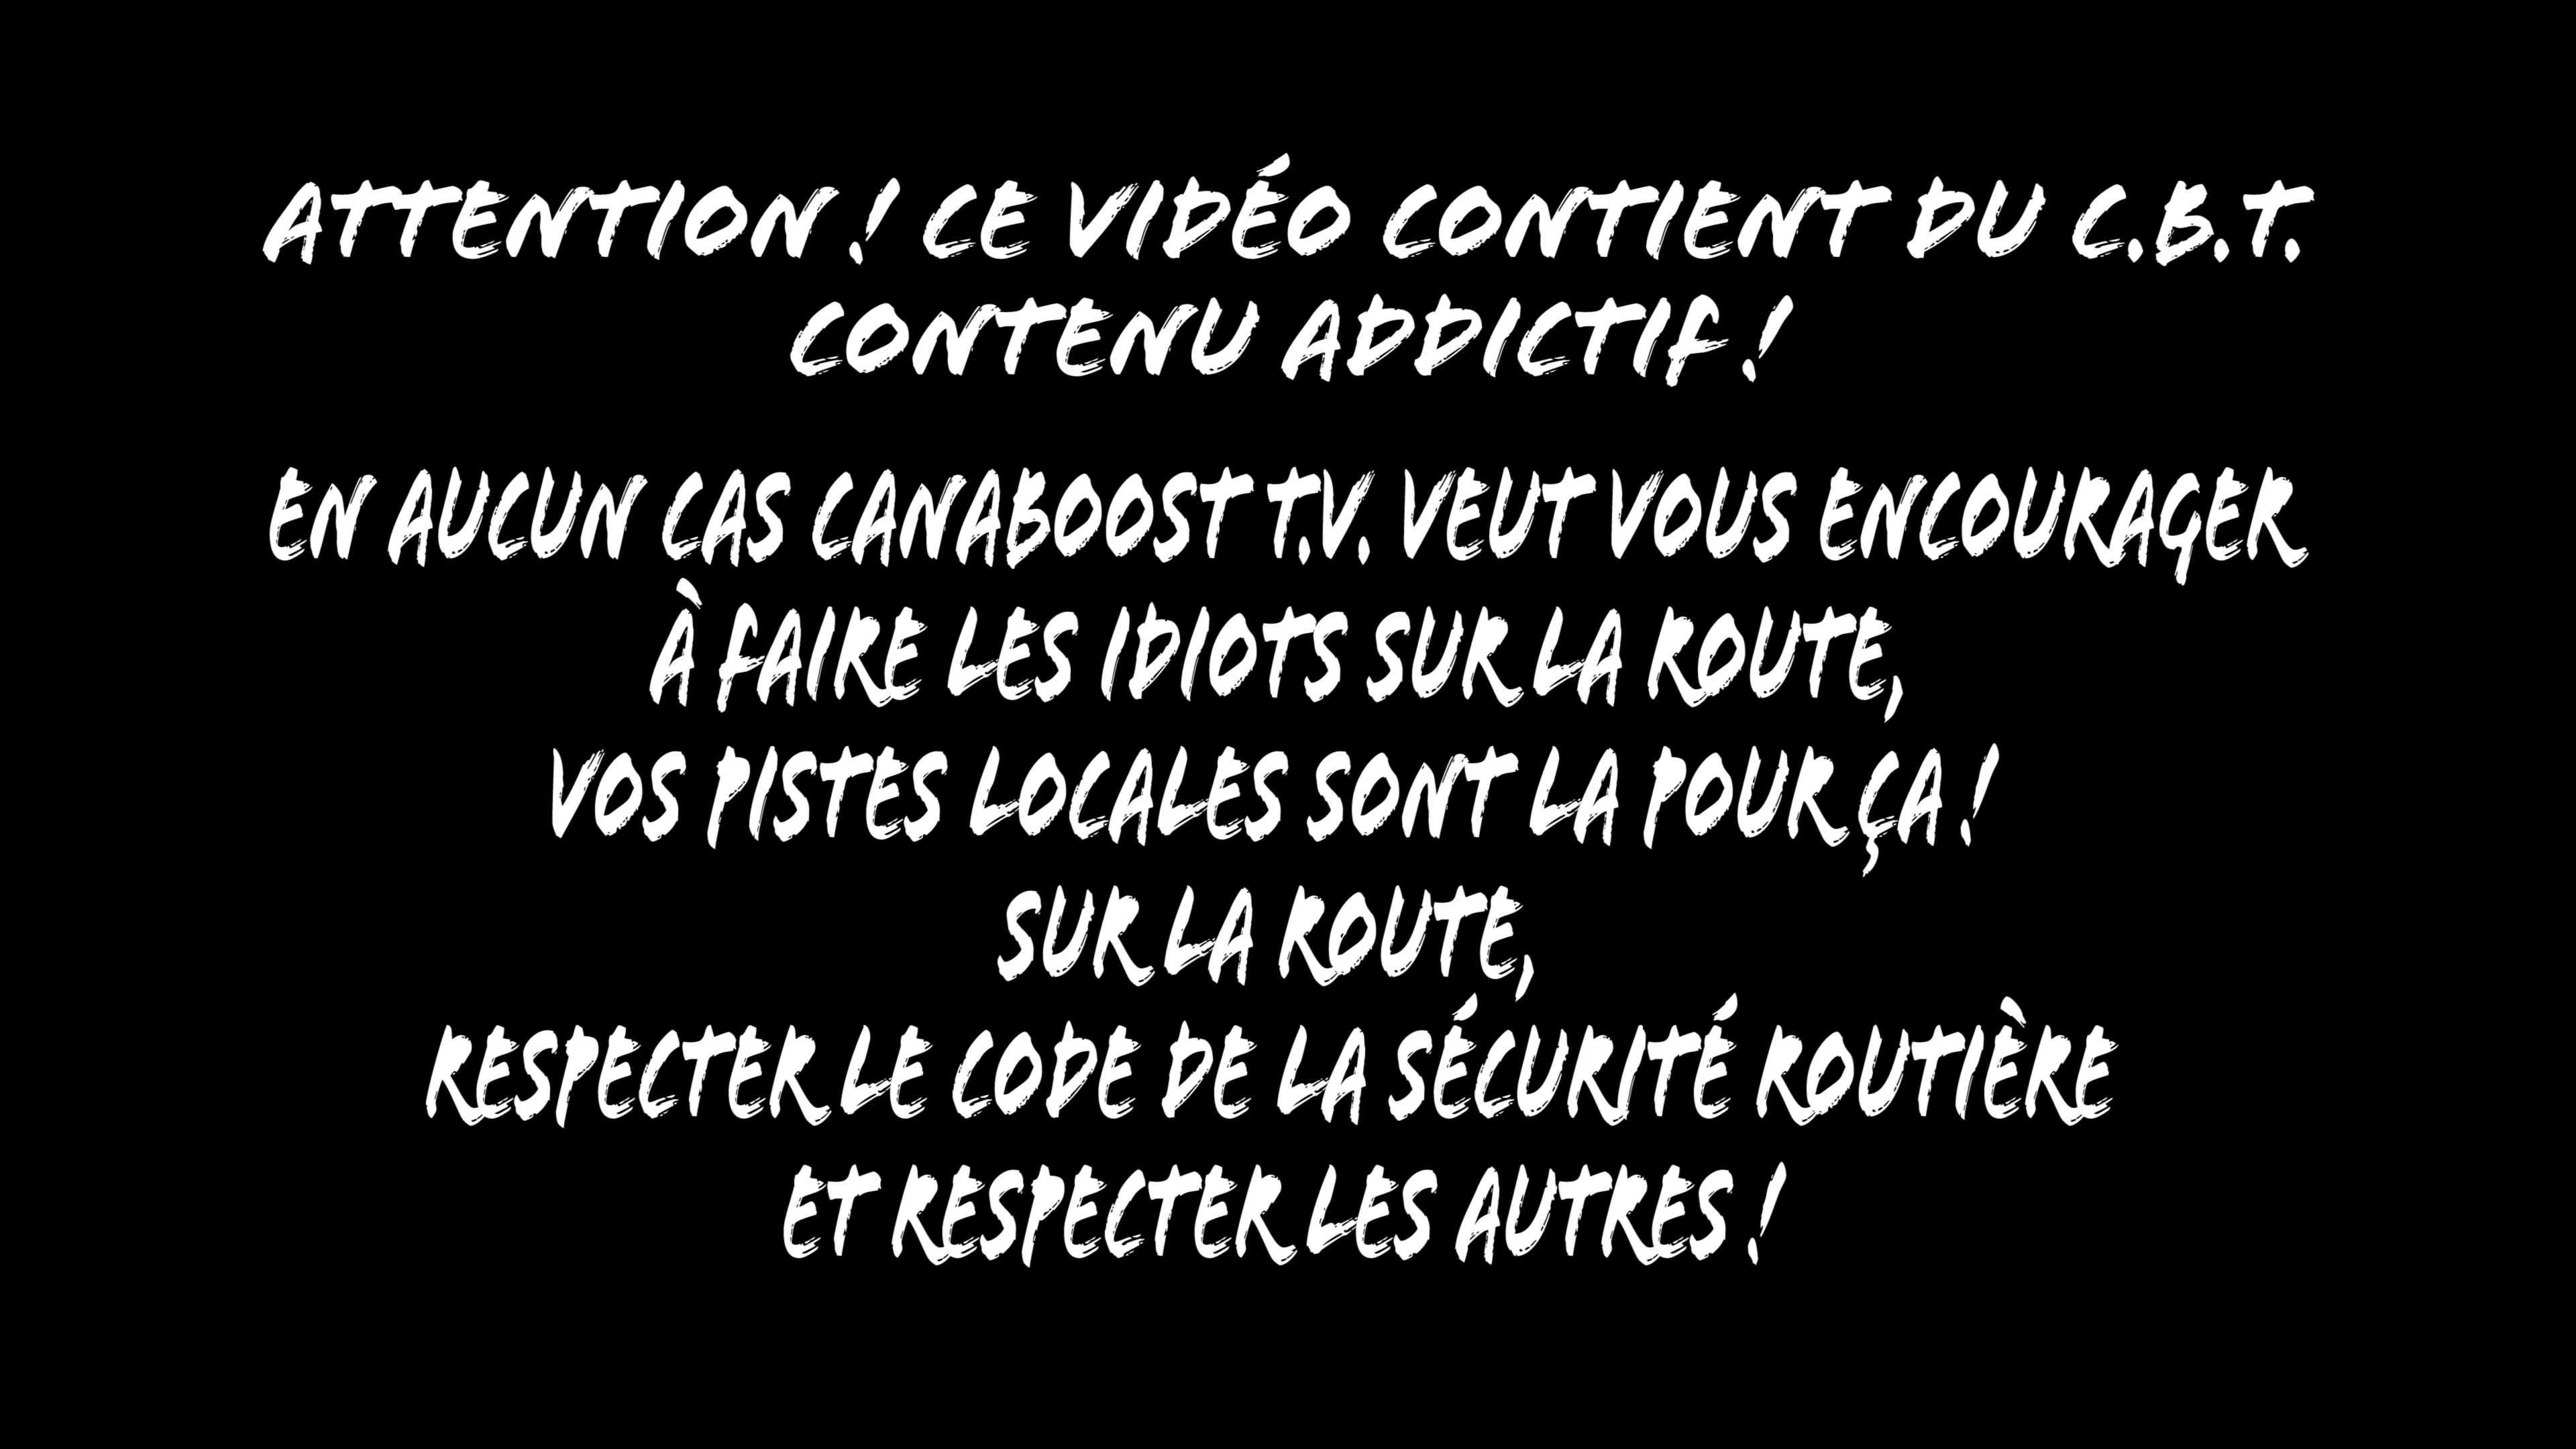 ATTENTION ! CE VIDÉO CONTIENT DU C.B.T.
CONTENU ADDICTIF !
EN AUCUN CAS CANABOOST T.V. VEUT VOUS ENCOURAGER
À FAIRE LES IDIOTS SUR LA ROUTE,
VOS PISTES LOCALES SONT LA POUR ÇA !
SUR LA ROUTE,
RESPECTER LE CODE DE LA SÉCURITÉ ROUTIÈRE
ET RESPECTER LES AUTRES !